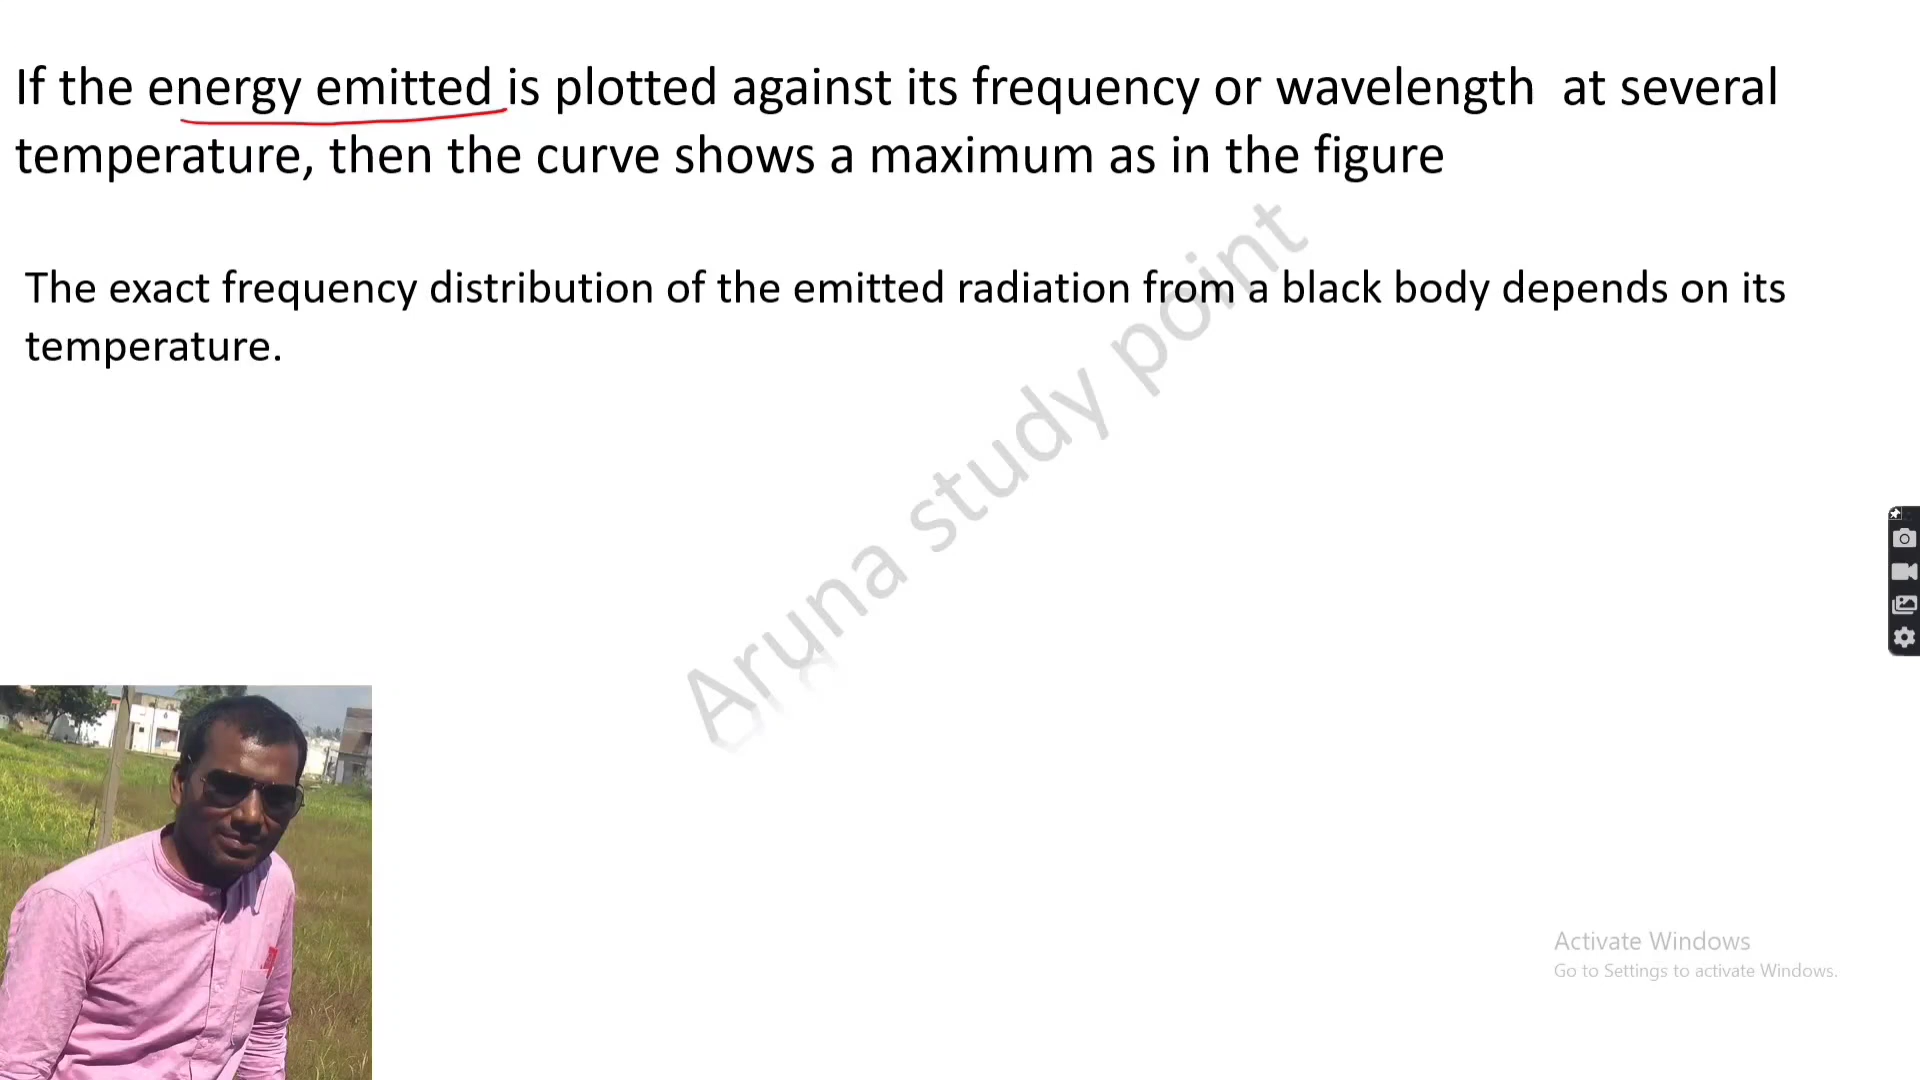 If the energy emitted is plotted against its frequency or wavelength at several
temperature, then the curve shows a maximum as in the figure
The exact frequency distribution of the emitted radiation from a black body depends on its
temperature.
Aruna study point
Activate Windows
Go to Settings to activate Windows.